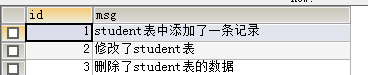 id msg
1 student表中添加了一条记录
2 修改了student表
3 删除了student表的数据